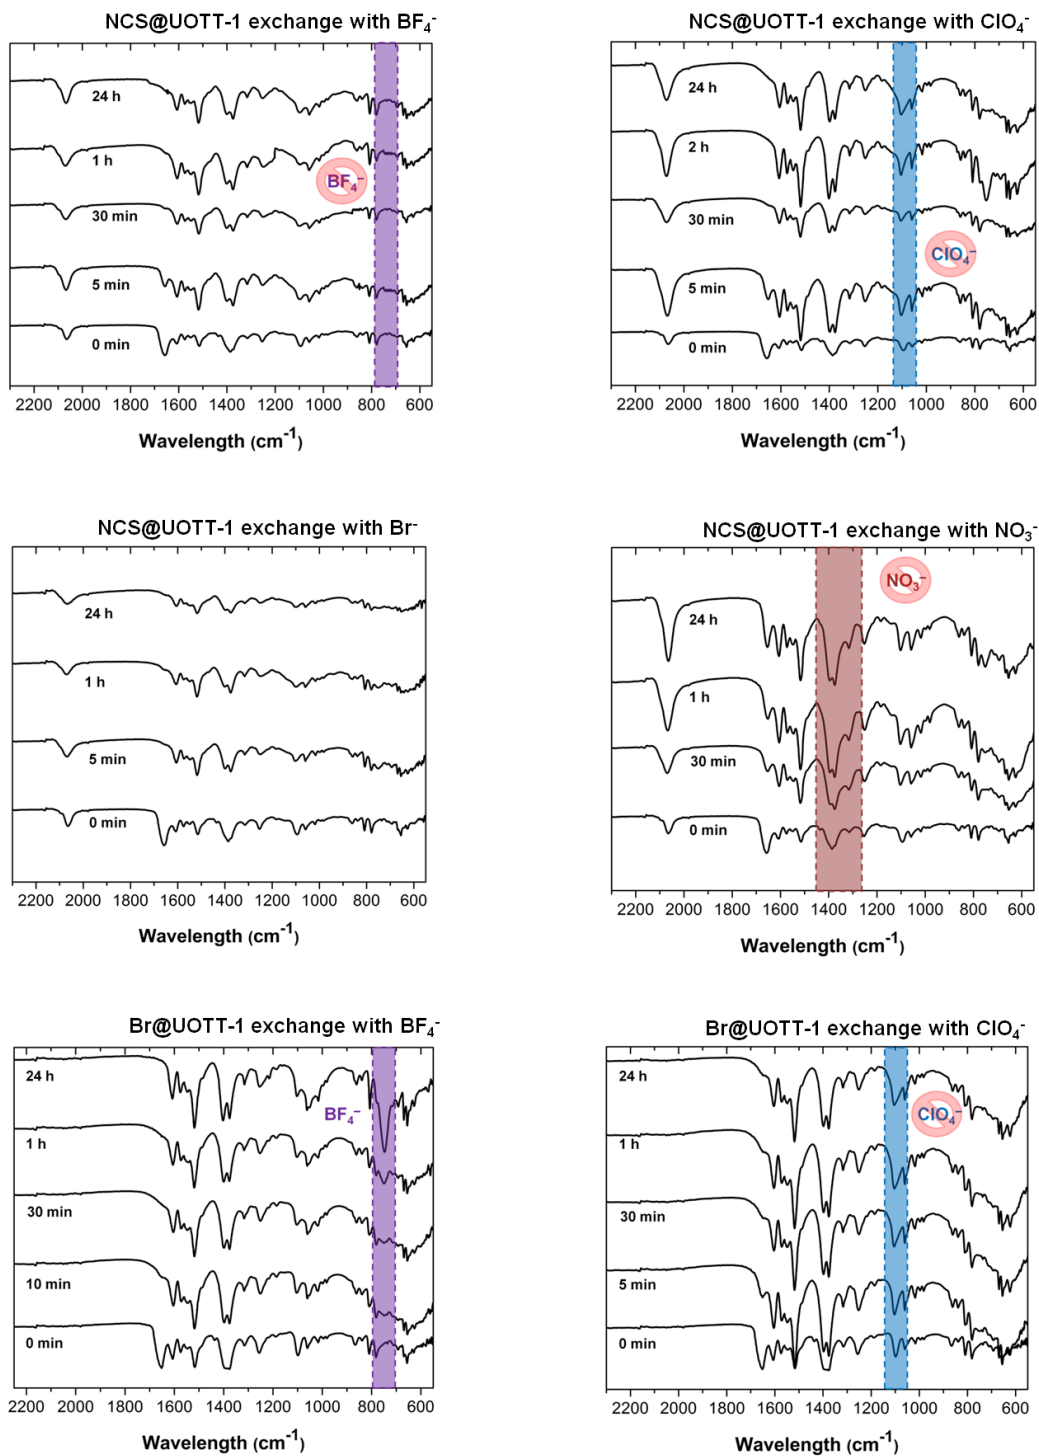 NCS@UOTT-1 exchange with BF₄⁻
24 h
1 h
BF₄⁻
30 min
5 min
0 min
2200 2000 1800 1600 1400 1200 1000 800 600
Wavelength (cm⁻¹)
NCS@UOTT-1 exchange with ClO₄⁻
24 h
2 h
30 min
ClO₄⁻
5 min
0 min
2200 2000 1800 1600 1400 1200 1000 800 600
Wavelength (cm⁻¹)
NCS@UOTT-1 exchange with Br⁻
24 h
1 h
5 min
0 min
2200 2000 1800 1600 1400 1200 1000 800 600
Wavelength (cm⁻¹)
NCS@UOTT-1 exchange with NO₃⁻
NO₃⁻
24 h
1 h
30 min
0 min
2200 2000 1800 1600 1400 1200 1000 800 600
Wavelength (cm⁻¹)
Br@UOTT-1 exchange with BF₄⁻
24 h
BF₄⁻
1 h
30 min
10 min
0 min
2200 2000 1800 1600 1400 1200 1000 800 600
Wavelength (cm⁻¹)
Br@UOTT-1 exchange with ClO₄⁻
24 h
ClO₄⁻
1 h
30 min
5 min
0 min
2200 2000 1800 1600 1400 1200 1000 800 600
Wavelength (cm⁻¹)